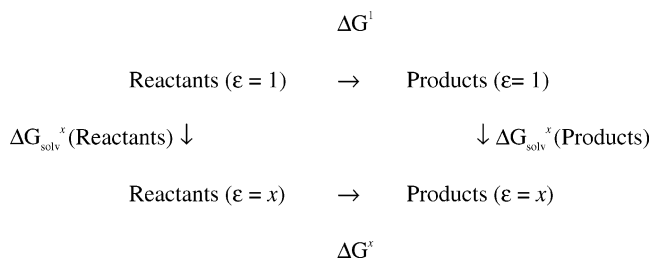 ΔG¹
Reactants (ε = 1) → Products (ε= 1)
ΔGsolvˣ(Reactants) ↓ ↓ ΔGsolvˣ(Products)
Reactants (ε = x) → Products (ε = x)
ΔGˣ